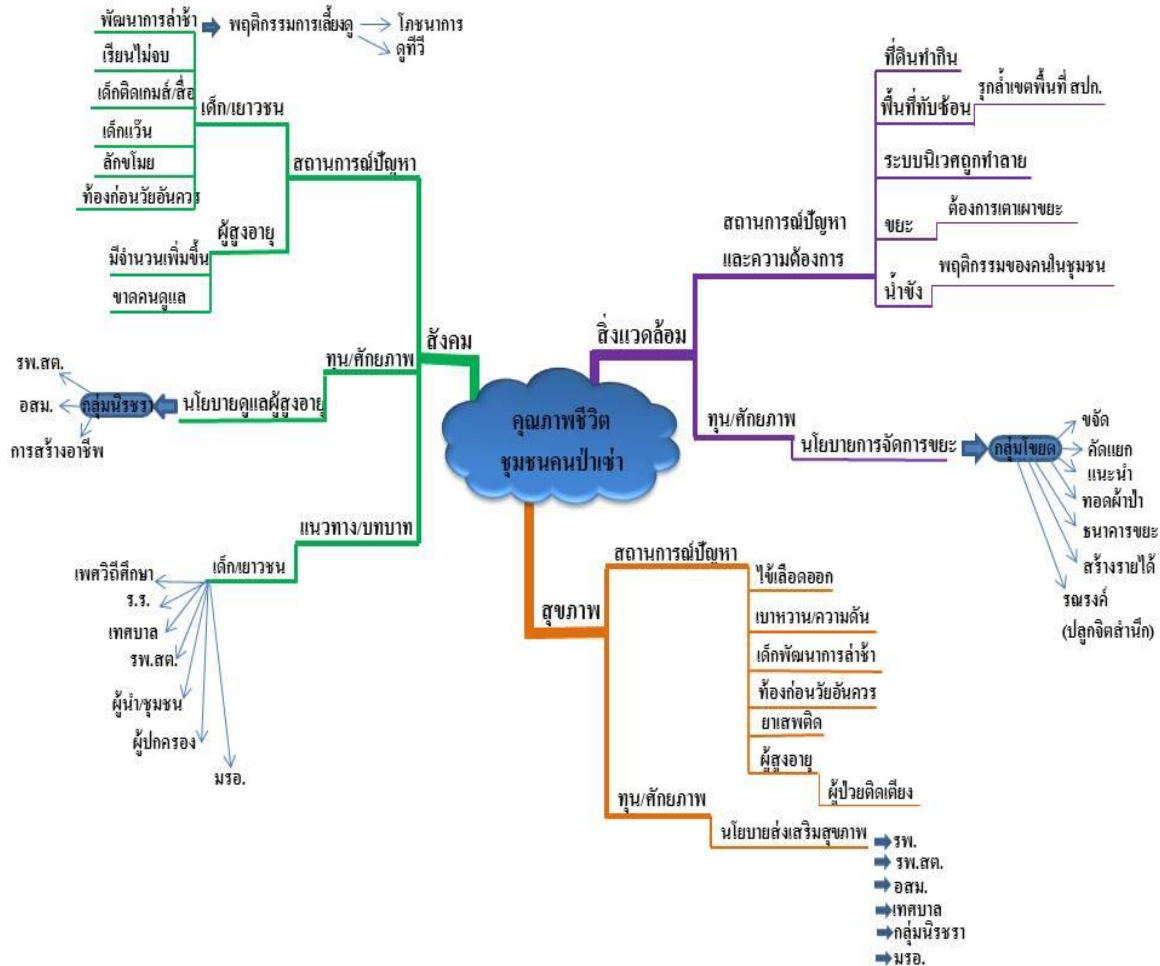 คุณภาพชีวิต
ชุมชนคนป่าเซ่า
สังคม
สถานการณ์ปัญหา
เด็ก/เยาวชน
พัฒนาการล่าช้า
พฤติกรรมการเลี้ยงดู
โภชนาการ
ดูทีวี
เรียนไม่จบ
เด็กติดเกมส์/สื่อ
เด็กแว๊น
ลักขโมย
ท้องก่อนวัยอันควร
ผู้สูงอายุ
มีจำนวนเพิ่มขึ้น
ขาดคนดูแล
ทุน/ศักยภาพ
นโยบายดูแลผู้สูงอายุ
กลุ่มนิรชรา
รพ.สต.
อสม.
การสร้างอาชีพ
แนวทาง/บทบาท
เด็ก/เยาวชน
เพศวิถีศึกษา
ร.ร.
เทศบาล
รพ.สต.
ผู้นำ/ชุมชน
ผู้ปกครอง
มรอ.
สิ่งแวดล้อม
สถานการณ์ปัญหา
และความต้องการ
ที่ดินทำกิน
พื้นที่ทับซ้อน
รุกล้ำเขตพื้นที่ สปก.
ระบบนิเวศถูกทำลาย
ขยะ
ต้องการเตาเผาขยะ
น้ำขัง
พฤติกรรมของคนในชุมชน
ทุน/ศักยภาพ
นโยบายการจัดการขยะ
กลุ่มโขยด
ขจัด
คัดแยก
แนะนำ
ทอดผ้าป่า
ธนาคารขยะ
สร้างรายได้
รณรงค์
(ปลูกจิตสำนึก)
สุขภาพ
สถานการณ์ปัญหา
ไข้เลือดออก
เบาหวาน/ความดัน
เด็กพัฒนาการล่าช้า
ท้องก่อนวัยอันควร
ยาเสพติด
ผู้สูงอายุ
ผู้ป่วยติดเตียง
ทุน/ศักยภาพ
นโยบายส่งเสริมสุขภาพ
รพ.
รพ.สต.
อสม.
เทศบาล
กลุ่มนิรชรา
มรอ.